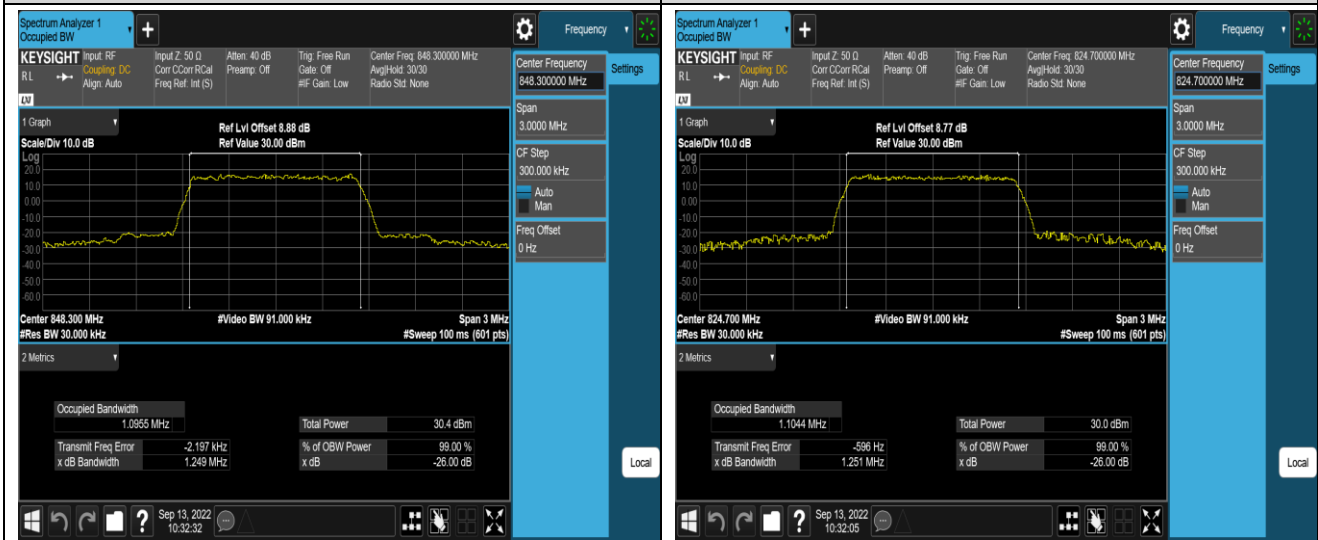 Spectrum Analyzer 1
Occupied BW
+
Frequency
KEYSIGHT
RL
LXI
Input: RF
Coupling: DC
Align: Auto
Input Z: 50 Ω
Corr CCorr RCal
Freq Ref: Int (S)
Atten: 40 dB
Preamp: Off
Trig: Free Run
Gate: Off
#IF Gain: Low
Center Freq: 848.300000 MHz
Avg|Hold: 30/30
Radio Std: None
Center Frequency
848.300000 MHz
Settings
Span
3.0000 MHz
CF Step
300.000 kHz
Auto
Man
Freq Offset
0 Hz
Local
1 Graph
Scale/Div 10.0 dB
Ref Lvl Offset 8.88 dB
Ref Value 30.00 dBm
Log
20.0
10.0
0.00
-10.0
-20.0
-30.0
-40.0
-50.0
-60.0
Center 848.300 MHz
#Res BW 30.000 kHz
#Video BW 91.000 kHz
Span 3 MHz
#Sweep 100 ms (601 pts)
2 Metrics
Occupied Bandwidth
1.0955 MHz
Total Power 30.4 dBm
Transmit Freq Error -2.197 kHz
% of OBW Power 99.00 %
x dB Bandwidth 1.249 MHz
x dB -26.00 dB
?
Sep 13, 2022
10:32:32
Spectrum Analyzer 1
Occupied BW
+
Frequency
KEYSIGHT
RL
LXI
Input: RF
Coupling: DC
Align: Auto
Input Z: 50 Ω
Corr CCorr RCal
Freq Ref: Int (S)
Atten: 40 dB
Preamp: Off
Trig: Free Run
Gate: Off
#IF Gain: Low
Center Freq: 824.700000 MHz
Avg|Hold: 30/30
Radio Std: None
Center Frequency
824.700000 MHz
Settings
Span
3.0000 MHz
CF Step
300.000 kHz
Auto
Man
Freq Offset
0 Hz
Local
1 Graph
Scale/Div 10.0 dB
Ref Lvl Offset 8.77 dB
Ref Value 30.00 dBm
Log
20.0
10.0
0.00
-10.0
-20.0
-30.0
-40.0
-50.0
-60.0
Center 824.700 MHz
#Res BW 30.000 kHz
#Video BW 91.000 kHz
Span 3 MHz
#Sweep 100 ms (601 pts)
2 Metrics
Occupied Bandwidth
1.1044 MHz
Total Power 30.0 dBm
Transmit Freq Error -596 Hz
% of OBW Power 99.00 %
x dB Bandwidth 1.251 MHz
x dB -26.00 dB
?
Sep 13, 2022
10:32:05